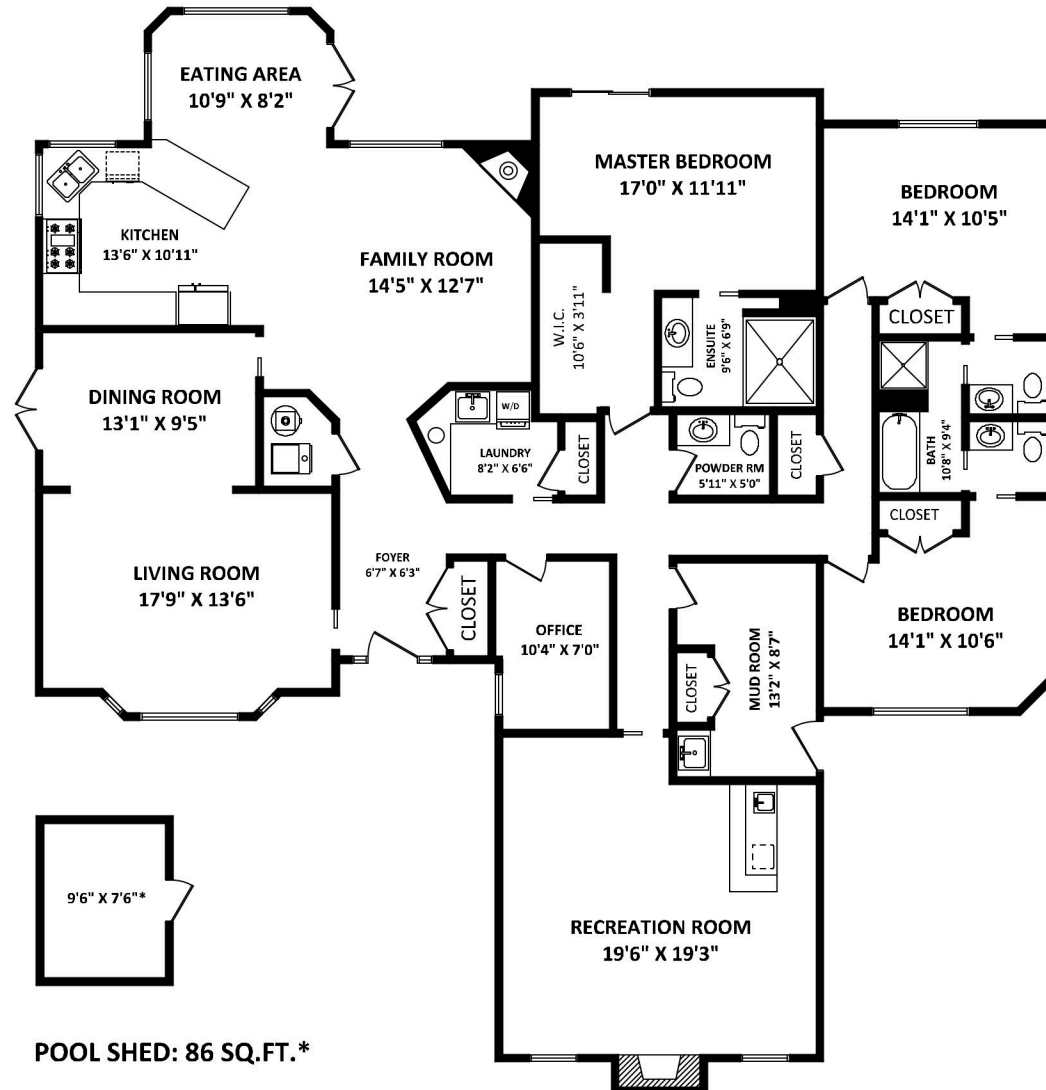 EATING AREA
10'9" X 8'2"
MASTER BEDROOM
17'0" X 11'11"
BEDROOM
14'1" X 10'5"
KITCHEN
13'6" X 10'11"
FAMILY ROOM
14'5" X 12'7"
W.I.C.
10'6" X 3'11"
ENSUITE
9'6" X 6'9"
CLOSET
DINING ROOM
13'1" X 9'5"
W/D
LAUNDRY
8'2" X 6'6"
CLOSET
POWDER RM
5'11" X 5'0"
CLOSET
BATH
10'8" X 9'4"
CLOSET
FOYER
6'7" X 6'3"
LIVING ROOM
17'9" X 13'6"
CLOSET
OFFICE
10'4" X 7'0"
CLOSET
MUD ROOM
13'2" X 8'7"
BEDROOM
14'1" X 10'6"
9'6" X 7'6"*
RECREATION ROOM
19'6" X 19'3"
POOL SHED: 86 SQ.FT.*